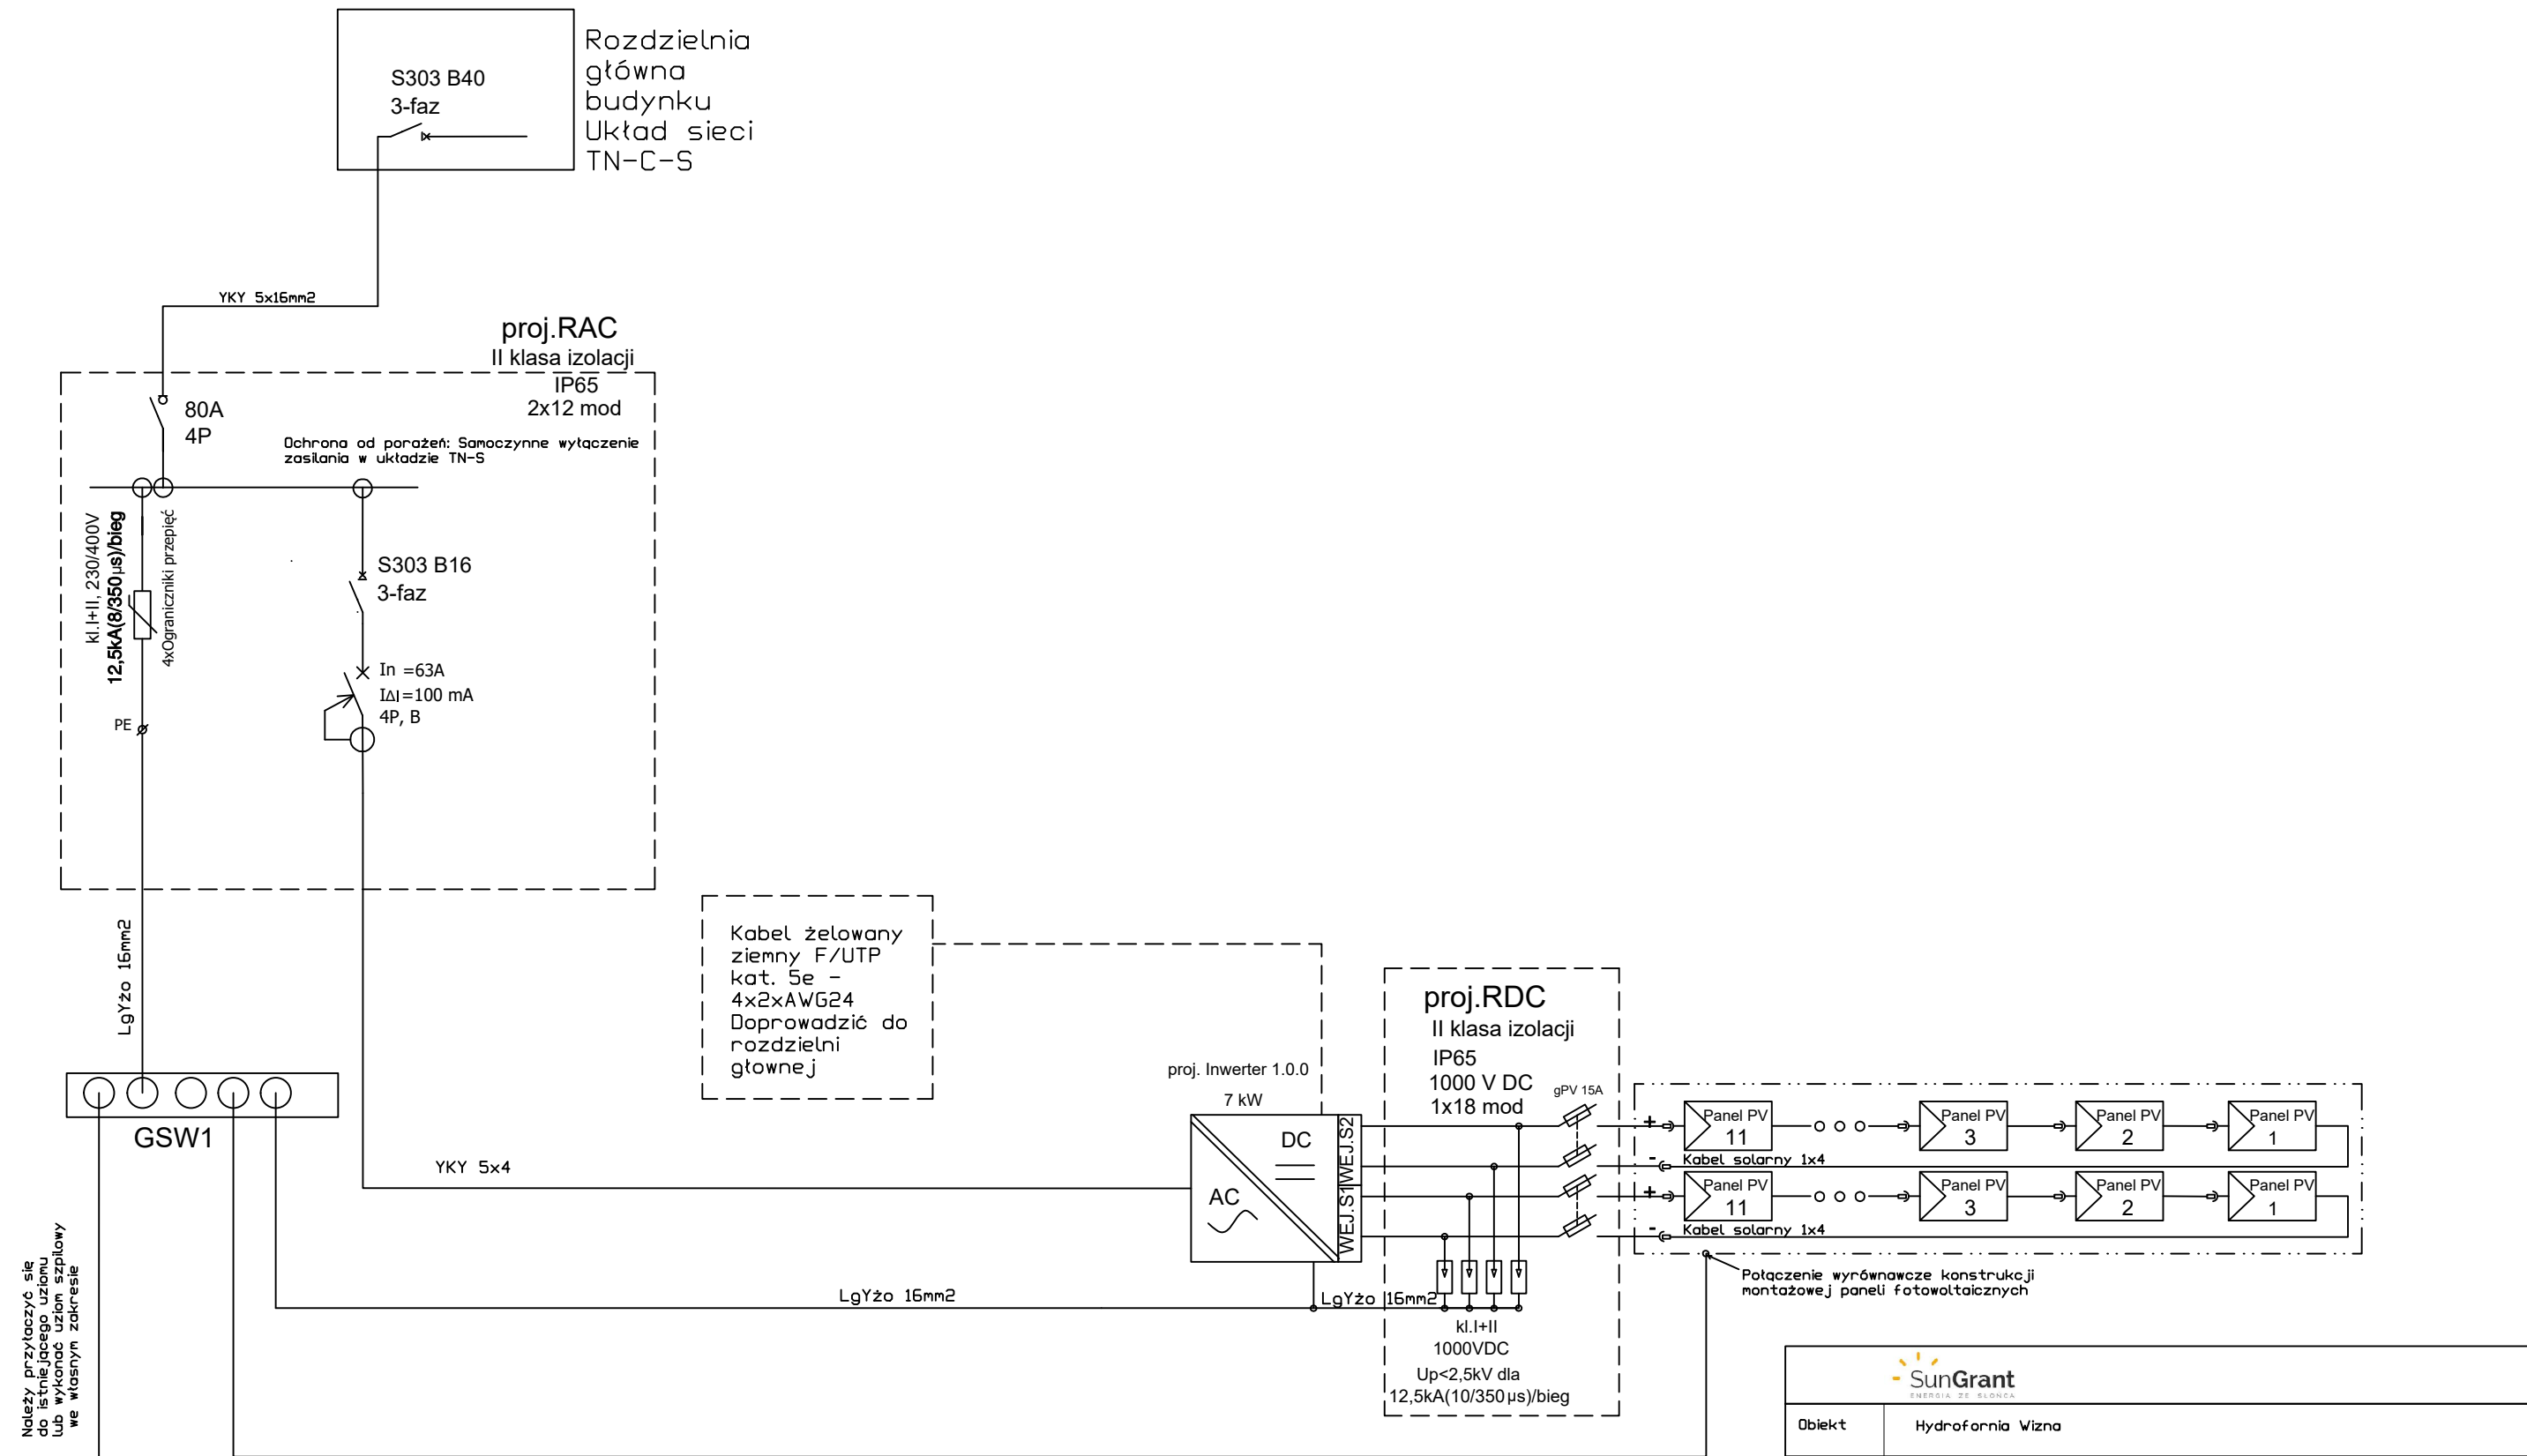 Rozdzielnia
główna
budynku
Układ sieci
TN-C-S
S303 B40
3-faz
YKY 5x16mm2
proj.RAC
II klasa izolacji
IP65
2x12 mod
80A
4P
Ochrona od porażeń: Samoczynne wyłączenie
zasilania w układzie TN-S
kl.I+II, 230/400V
12,5kA(8/350µs)/bieg
4xOgraniczniki przepięć
S303 B16
3-faz
In =63A
IΔI=100 mA
4P, B
PE
LgYżo 16mm2
GSW1
Kabel żelowany
ziemny F/UTP
kat. 5e -
4x2xAWG24
Doprowadzić do
rozdzielni
głownej
proj. Inwerter 1.0.0
7 kW
DC
AC
WEJ.S2
WEJ.S1
YKY 5x4
proj.RDC
II klasa izolacji
IP65
1000 V DC
1x18 mod
gPV 15A
+
Panel PV
11
Panel PV
3
Panel PV
2
Panel PV
1
-
Kabel solarny 1x4
+
Panel PV
11
Panel PV
3
Panel PV
2
Panel PV
1
-
Kabel solarny 1x4
Połączenie wyrównawcze konstrukcji
montażowej paneli fotowoltaicznych
LgYżo 16mm2
LgYżo 16mm2
kl.I+II
1000VDC
Up<2,5kV dla
12,5kA(10/350µs)/bieg
Należy przyłaczyć się
do istniejącego uziomu
lub wykonać uziom szpilowy
we własnym zakresie
SunGrant
ENERGIA ZE SŁOŃCA
Obiekt
Hydrofornia Wizna